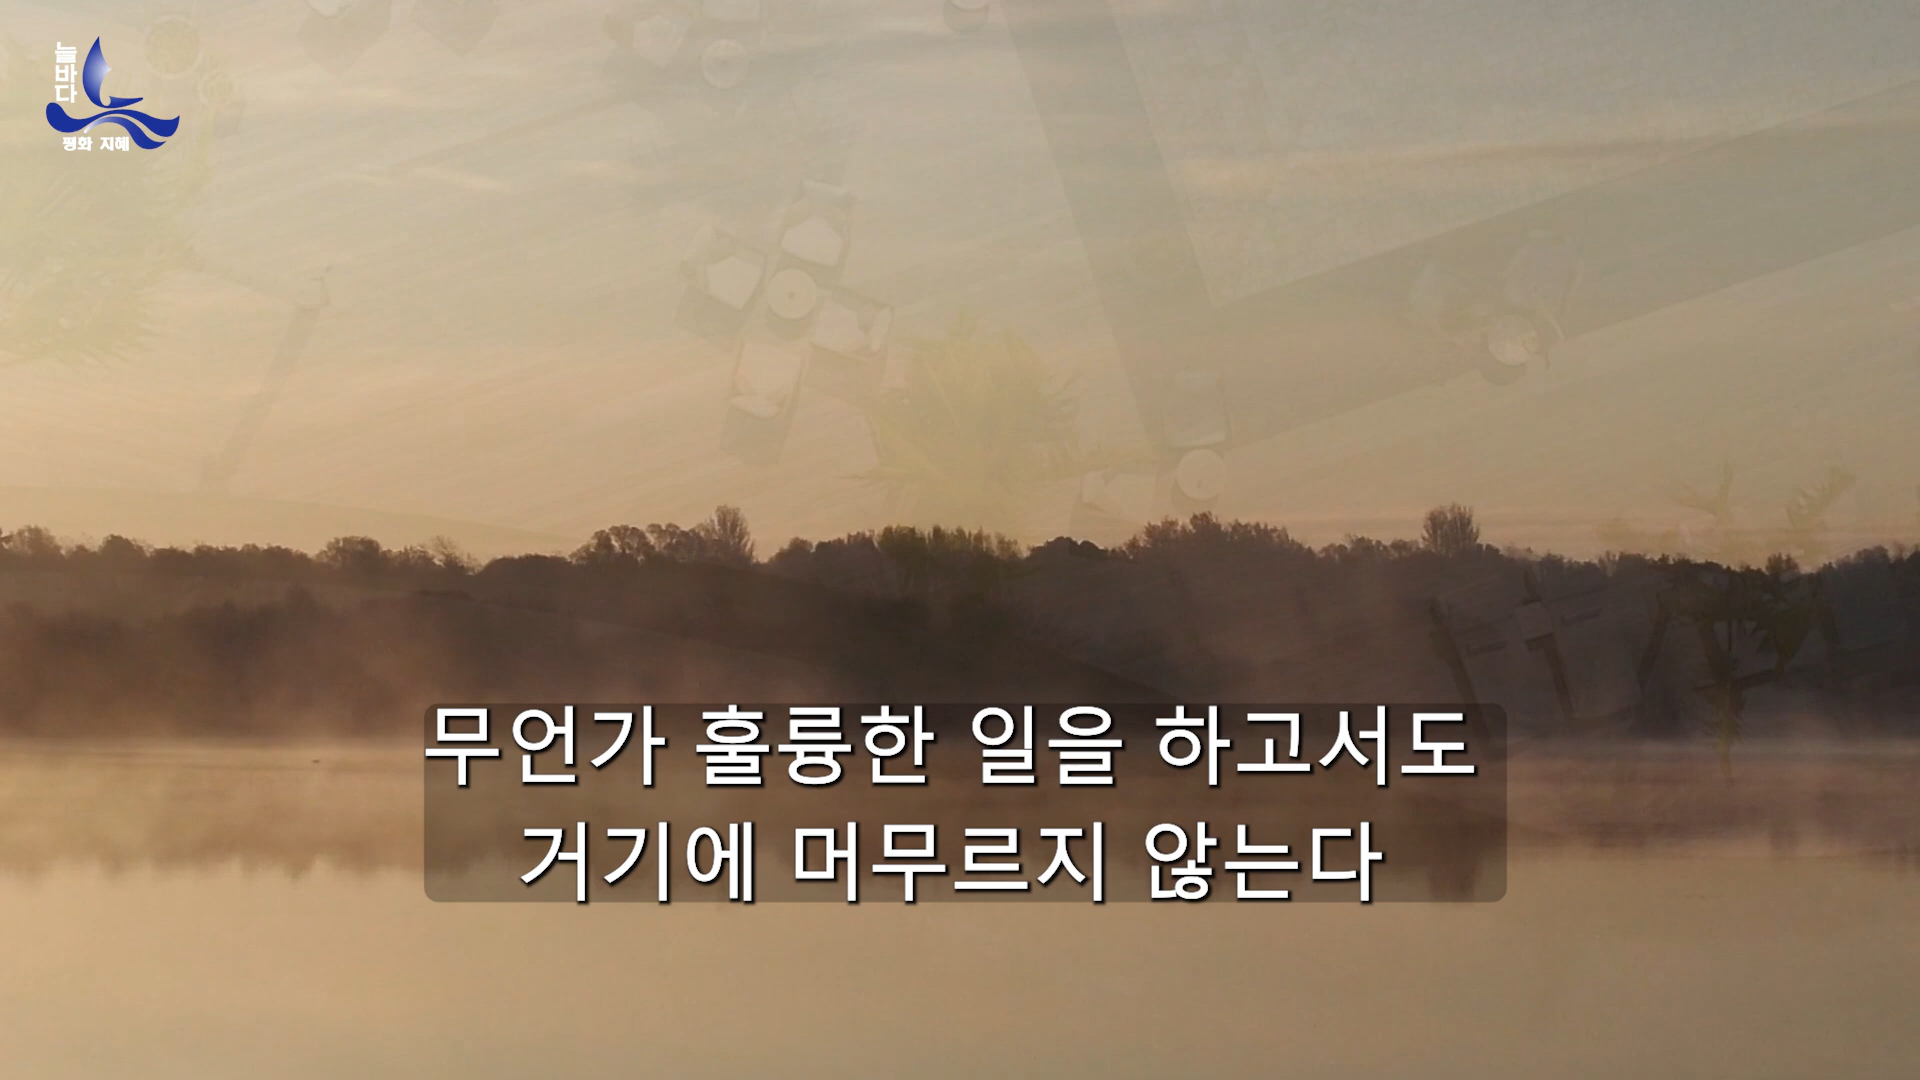 늘바다
평화 지혜
무언가 훌륭한 일을 하고서도
거기에 머무르지 않는다